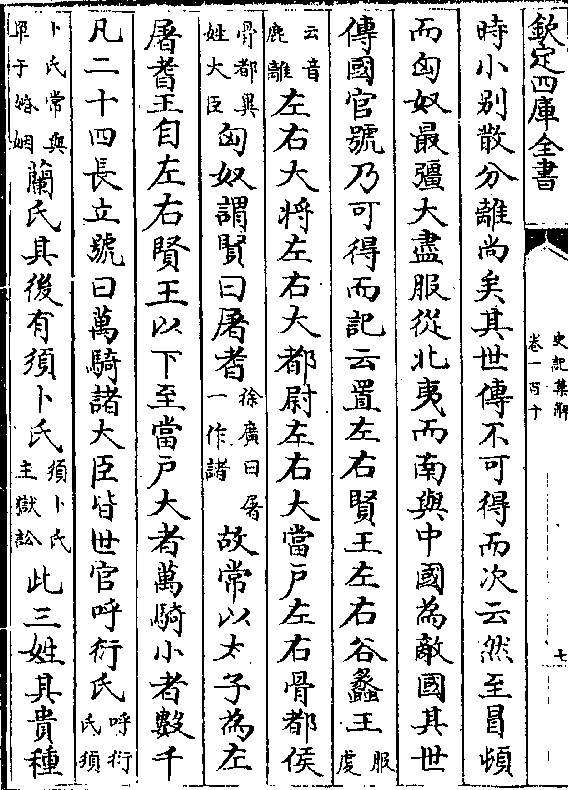 欽定四庫全書
史記集解
卷一百十
七
時小別散分離尚矣其世傳不可得而次云然至冒頓
而匈奴最彊大盡服從北夷而南與中國為敵國其世
傳國官號乃可得而記云置左右賢王左右谷蠡王服虔
云音鹿離左右大將左右大都尉左右大當戶左右骨都侯
骨都異姓大臣匈奴謂賢曰屠耆徐廣曰屠一作諸故常以太子為左
屠耆王自左右賢王以下至當戶大者萬騎小者數千
凡二十四長立號曰萬騎諸大臣皆世官呼衍氏呼衍氏須
卜氏常與單于婚姻蘭氏其後有須卜氏須卜氏主獄訟此三姓其貴種